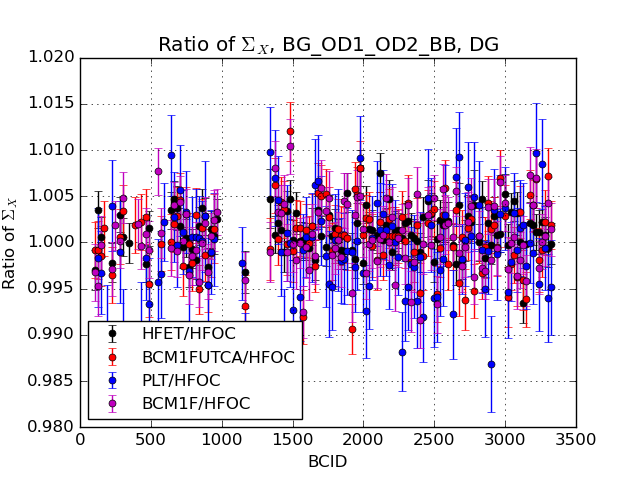 Ratio of Σ_X, BG_OD1_OD2_BB, DG
Ratio of Σ_X
1.020
1.015
1.010
1.005
1.000
0.995
0.990
0.985
0.980
HFET/HFOC
BCM1FUTCA/HFOC
PLT/HFOC
BCM1F/HFOC
0 500 1000 1500 2000 2500 3000 3500
BCID